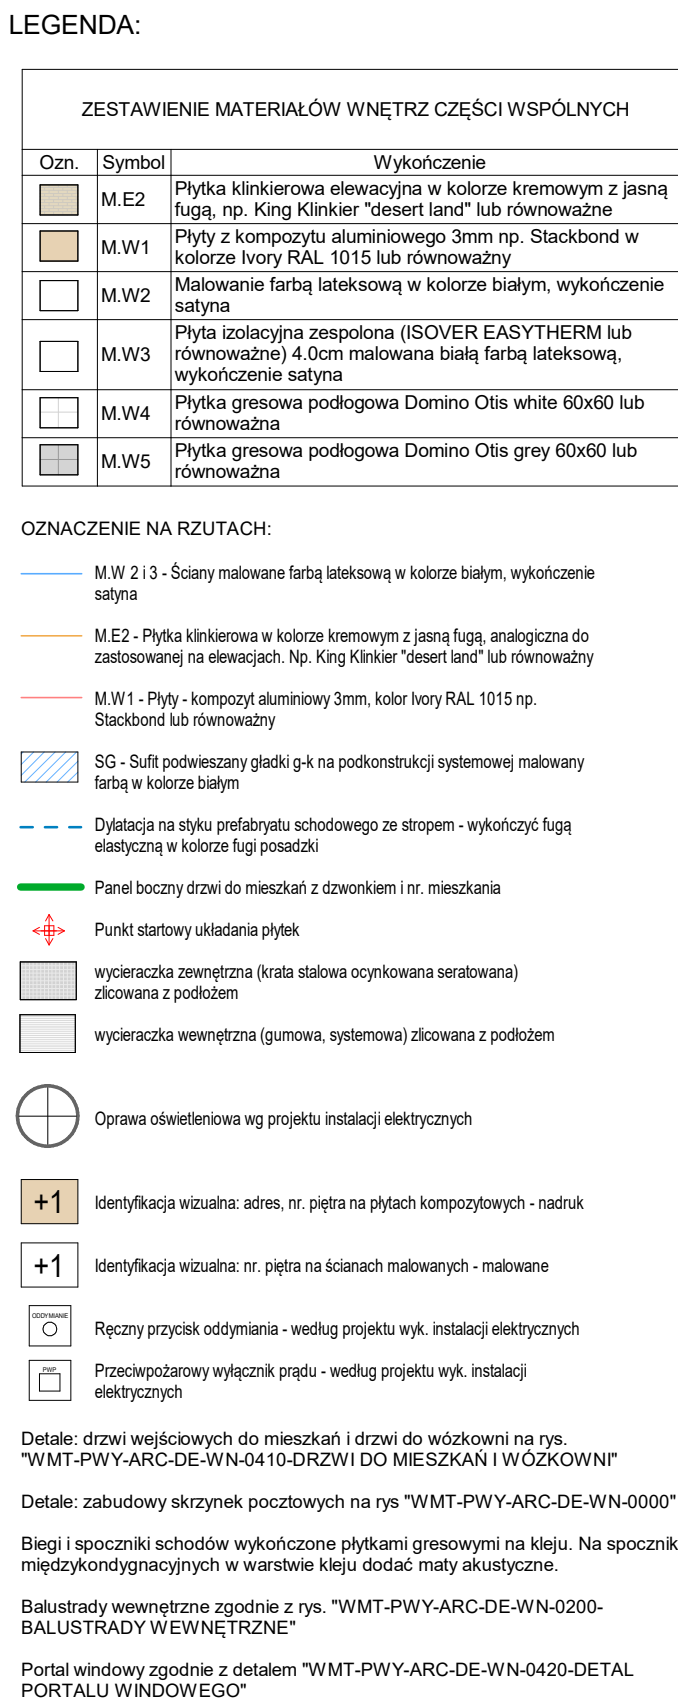 LEGENDA:
ZESTAWIENIE MATERIAŁÓW WNĘTRZ CZĘŚCI WSPÓLNYCH
Ozn. Symbol Wykończenie
M.E2 Płytka klinkierowa elewacyjna w kolorze kremowym z jasną
fugą, np. King Klinkier "desert land" lub równoważne
M.W1 Płyty z kompozytu aluminiowego 3mm np. Stackbond w
kolorze Ivory RAL 1015 lub równoważny
M.W2 Malowanie farbą lateksową w kolorze białym, wykończenie
satyna
M.W3 Płyta izolacyjna zespolona (ISOVER EASYTHERM lub
równoważne) 4.0cm malowana białą farbą lateksową,
wykończenie satyna
M.W4 Płytka gresowa podłogowa Domino Otis white 60x60 lub
równoważna
M.W5 Płytka gresowa podłogowa Domino Otis grey 60x60 lub
równoważna
OZNACZENIE NA RZUTACH:
M.W 2 i 3 - Ściany malowane farbą lateksową w kolorze białym, wykończenie
satyna
M.E2 - Płytka klinkierowa w kolorze kremowym z jasną fugą, analogiczna do
zastosowanej na elewacjach. Np. King Klinkier "desert land" lub równoważny
M.W1 - Płyty - kompozyt aluminiowy 3mm, kolor Ivory RAL 1015 np.
Stackbond lub równoważny
SG - Sufit podwieszany gładki g-k na podkonstrukcji systemowej malowany
farbą w kolorze białym
Dylatacja na styku prefabryatu schodowego ze stropem - wykończyć fugą
elastyczną w kolorze fugi posadzki
Panel boczny drzwi do mieszkań z dzwonkiem i nr. mieszkania
Punkt startowy układania płytek
wycieraczka zewnętrzna (krata stalowa ocynkowana seratowana)
zlicowana z podłożem
wycieraczka wewnętrzna (gumowa, systemowa) zlicowana z podłożem
Oprawa oświetleniowa wg projektu instalacji elektrycznych
+1 Identyfikacja wizualna: adres, nr. piętra na płytach kompozytowych - nadruk
+1 Identyfikacja wizualna: nr. piętra na ścianach malowanych - malowane
ODDYMIANIE
Ręczny przycisk oddymiania - według projektu wyk. instalacji elektrycznych
PWP
Przeciwpożarowy wyłącznik prądu - według projektu wyk. instalacji
elektrycznych
Detale: drzwi wejściowych do mieszkań i drzwi do wózkowni na rys.
"WMT-PWY-ARC-DE-WN-0410-DRZWI DO MIESZKAŃ I WÓZKOWNI"
Detale: zabudowy skrzynek pocztowych na rys "WMT-PWY-ARC-DE-WN-0000"
Biegi i spoczniki schodów wykończone płytkami gresowymi na kleju. Na spocznik
międzykondygnacyjnych w warstwie kleju dodać maty akustyczne.
Balustrady wewnętrzne zgodnie z rys. "WMT-PWY-ARC-DE-WN-0200-
BALUSTRADY WEWNĘTRZNE"
Portal windowy zgodnie z detalem "WMT-PWY-ARC-DE-WN-0420-DETAL
PORTALU WINDOWEGO"